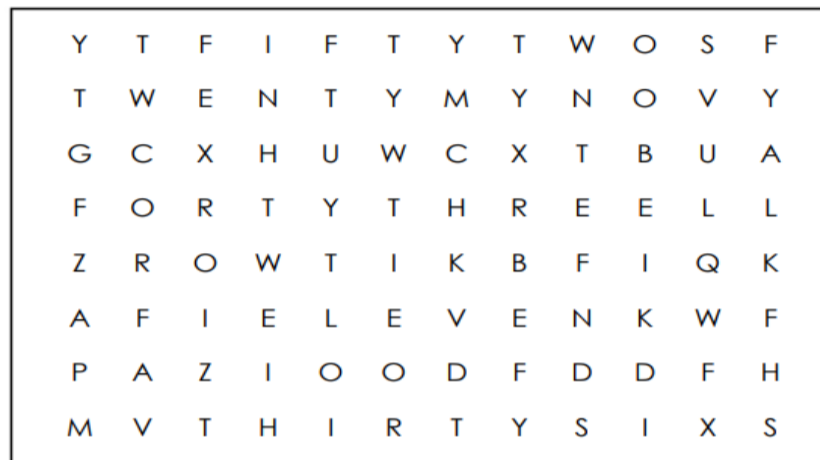 Y T F I F T Y T W O S F
T W E N T Y M Y N O V Y
G C X H U W C X T B U A
F O R T Y T H R E E L L
Z R O W T I K B F I Q K
A F I E L E V E N K W F
P A Z I O O D F D D F H
M V T H I R T Y S I X S